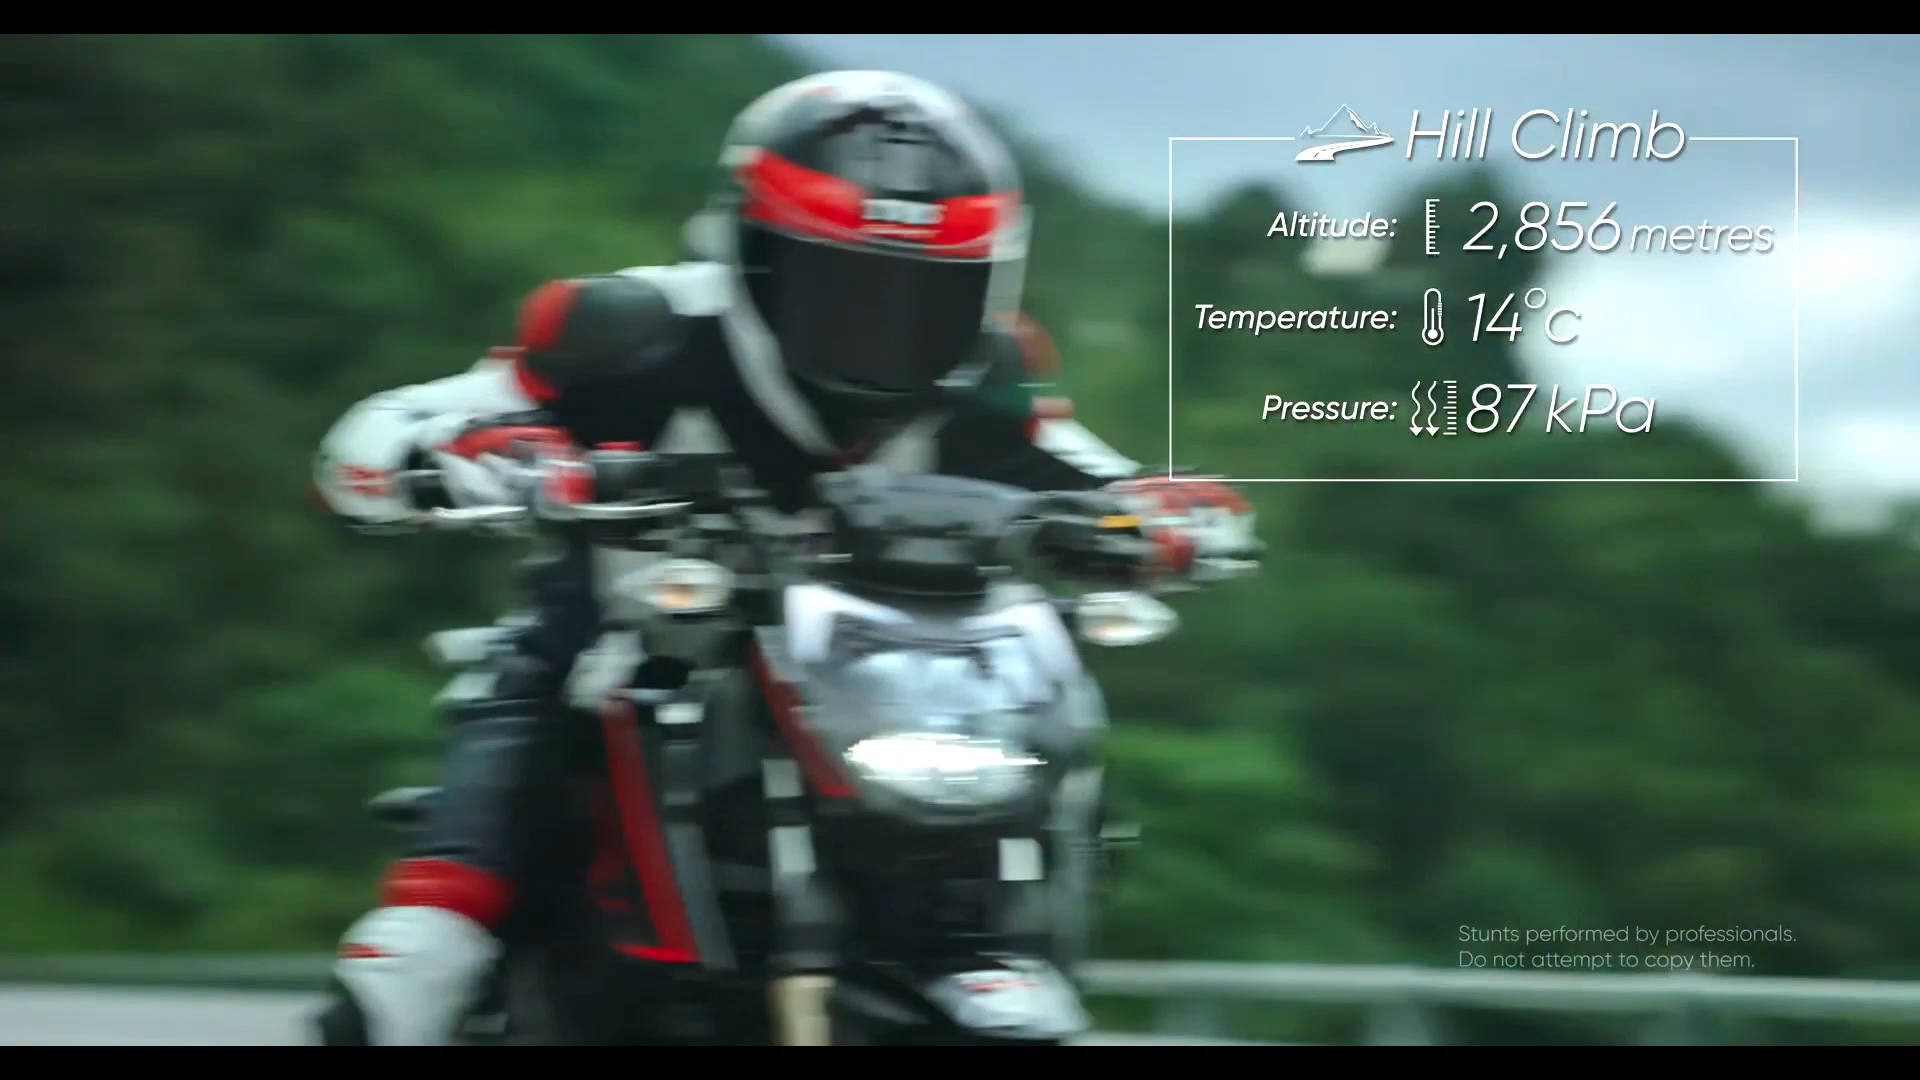 Hill Climb
Altitude: 2,856 metres
Temperature: 14°c
Pressure: 87 kPa
Stunts performed by professionals.
Do not attempt to copy them.